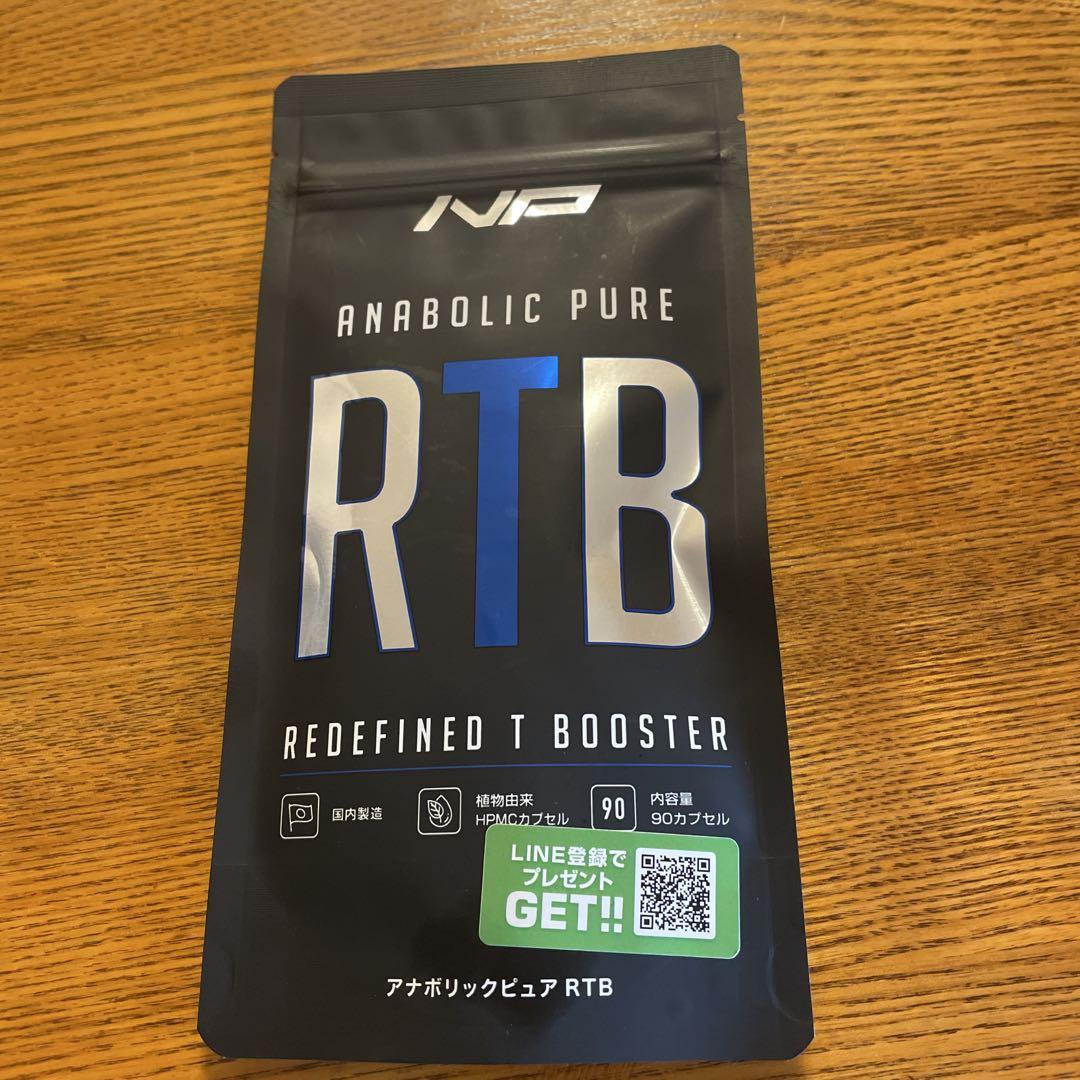 NP
ANABOLIC PURE
RTB
REDEFINED T BOOSTER
国内製造
植物由来
HPMCカプセル
90
内容量
90カプセル
LINE登録で
プレゼント
GET!!
アナボリックピュア RTB